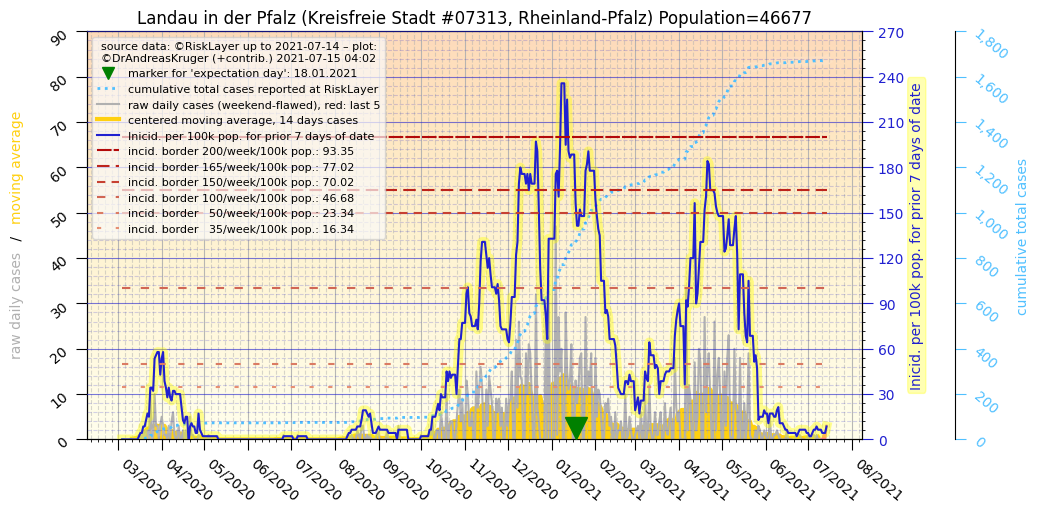 Landau in der Pfalz (Kreisfreie Stadt #07313, Rheinland-Pfalz) Population=46677
source data: ©RiskLayer up to 2021-07-14 – plot:
©DrAndreasKruger (+contrib.) 2021-07-15 04:02
marker for 'expectation day': 18.01.2021
cumulative total cases reported at RiskLayer
raw daily cases (weekend-flawed), red: last 5
centered moving average, 14 days cases
Inicid. per 100k pop. for prior 7 days of date
incid. border 200/week/100k pop.: 93.35
incid. border 165/week/100k pop.: 77.02
incid. border 150/week/100k pop.: 70.02
incid. border 100/week/100k pop.: 46.68
incid. border 50/week/100k pop.: 23.34
incid. border 35/week/100k pop.: 16.34
raw daily cases / moving average
90
80
70
60
50
40
30
20
10
0
03/2020
04/2020
05/2020
06/2020
07/2020
08/2020
09/2020
10/2020
11/2020
12/2020
01/2021
02/2021
03/2021
04/2021
05/2021
06/2021
07/2021
08/2021
270
240
210
180
150
120
90
60
30
0
Inicid. per 100k pop. for prior 7 days of date
1,800
1,600
1,400
1,200
1,000
800
600
400
200
0
cumulative total cases